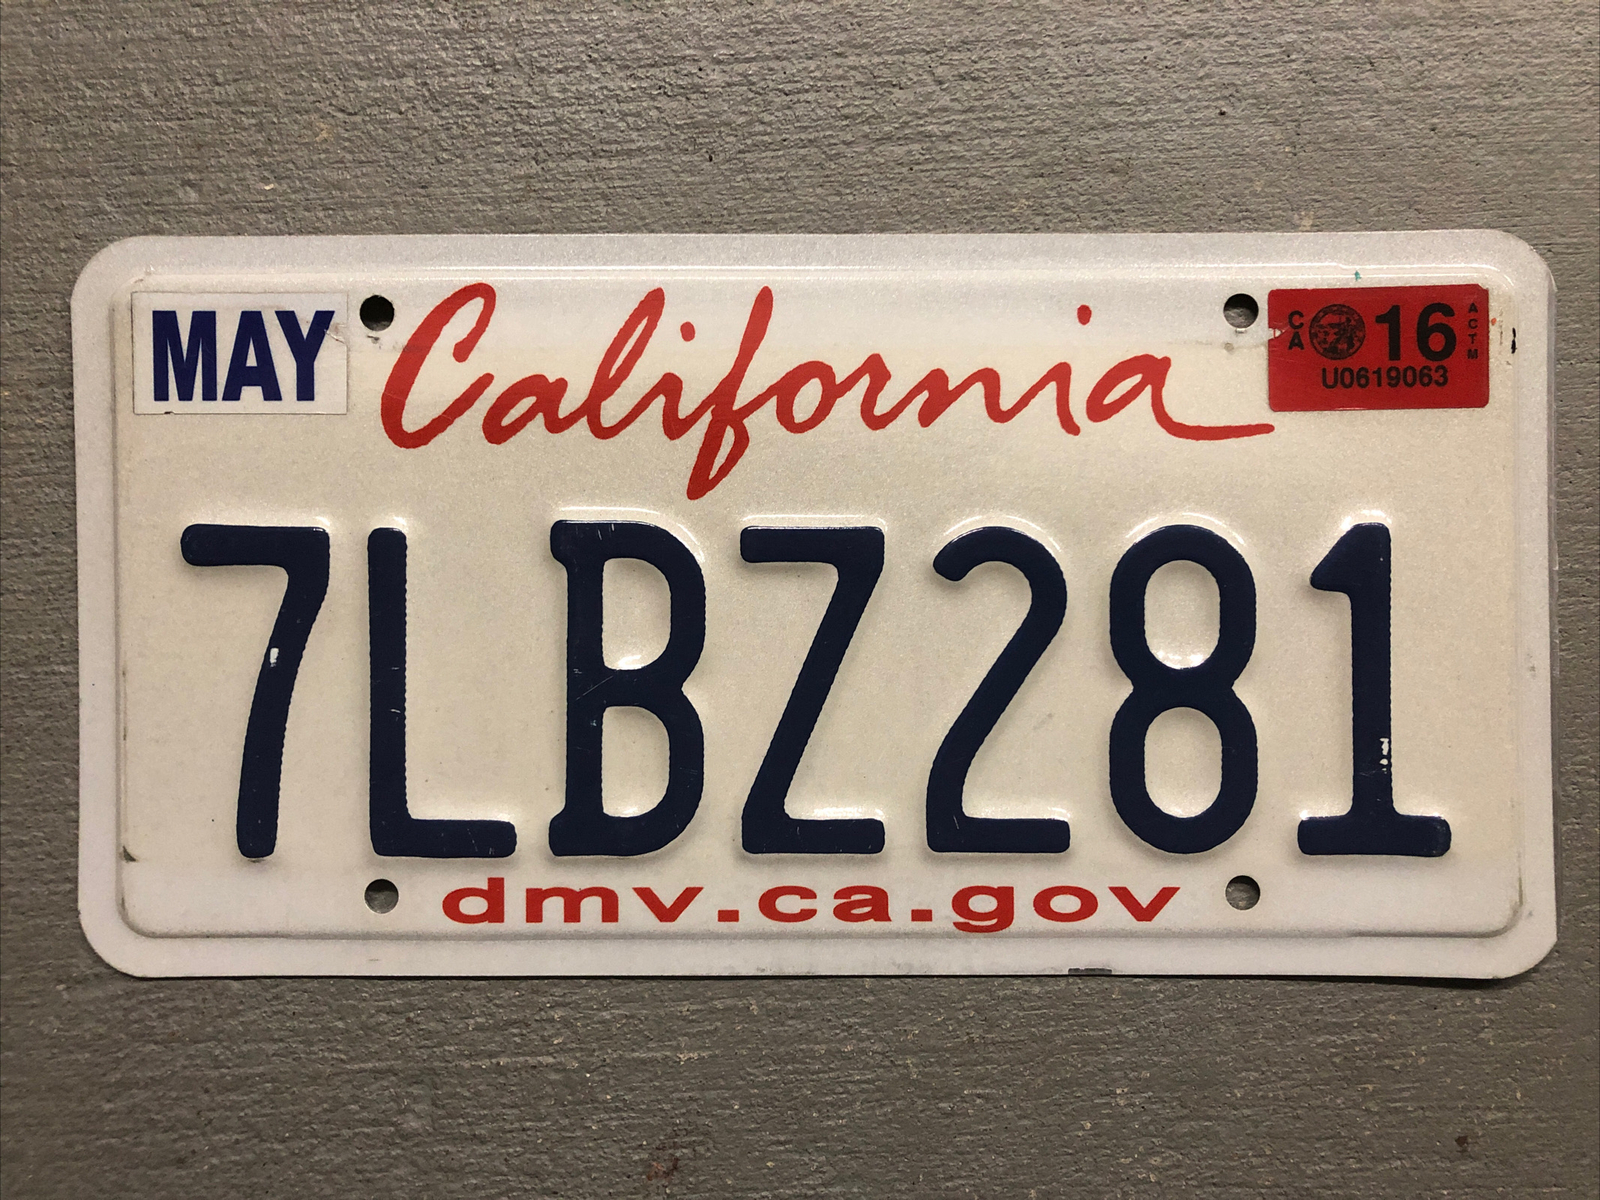 MAY
California
CA 16 ACTM
U0619063
7LBZ281
dmv.ca.gov